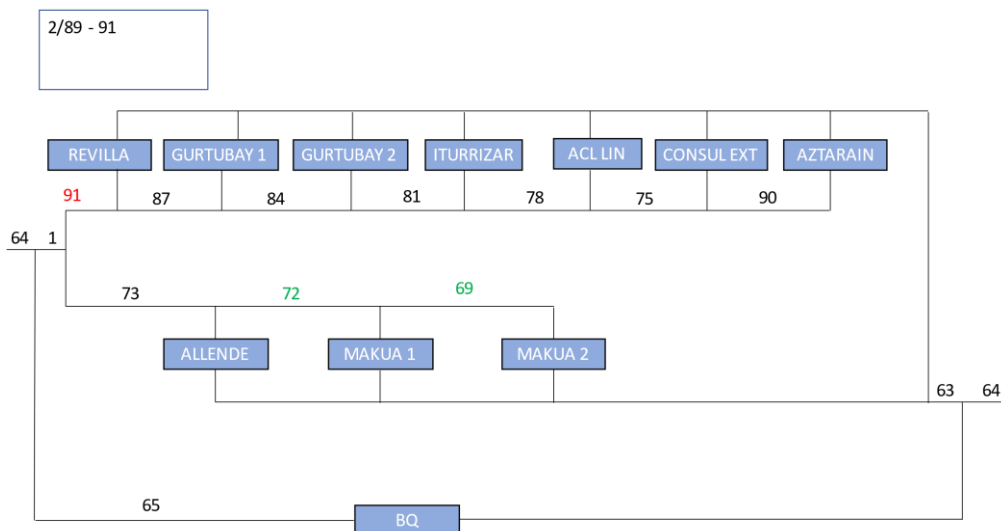 2/89 - 91
REVILLA GURTUBAY 1 GURTUBAY 2 ITURRIZAR ACL LIN CONSUL EXT AZTARAIN
91 87 84 81 78 75 90
64 1
73 72 69
ALLENDE MAKUA 1 MAKUA 2
63 64
65
BQ